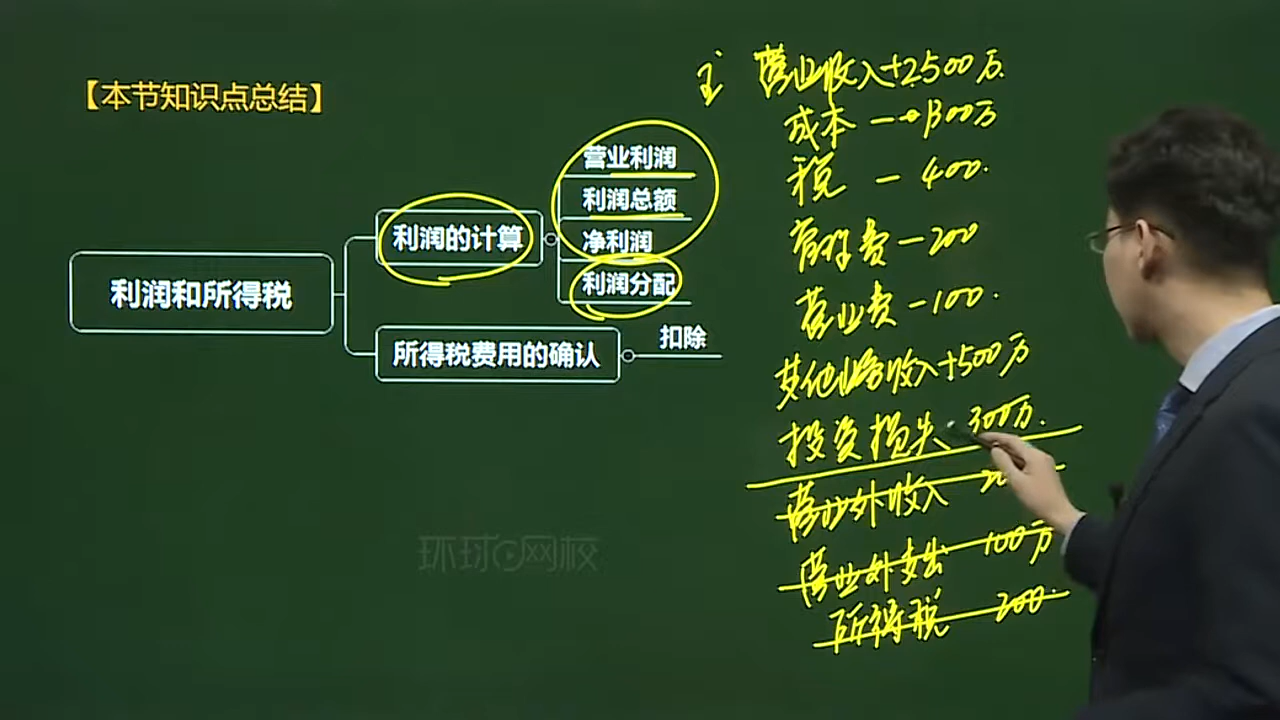 【本节知识点总结】
利润和所得税
利润的计算
营业利润
利润总额
净利润
利润分配
所得税费用的确认
扣除
主 营业收入+2500万
成本 -1300万
税 -400
管理费-200
营业费-100
其他业务收入+500万
投资损失 300万
营业外收入
营业外支出 100万
所得税 200
环球网校